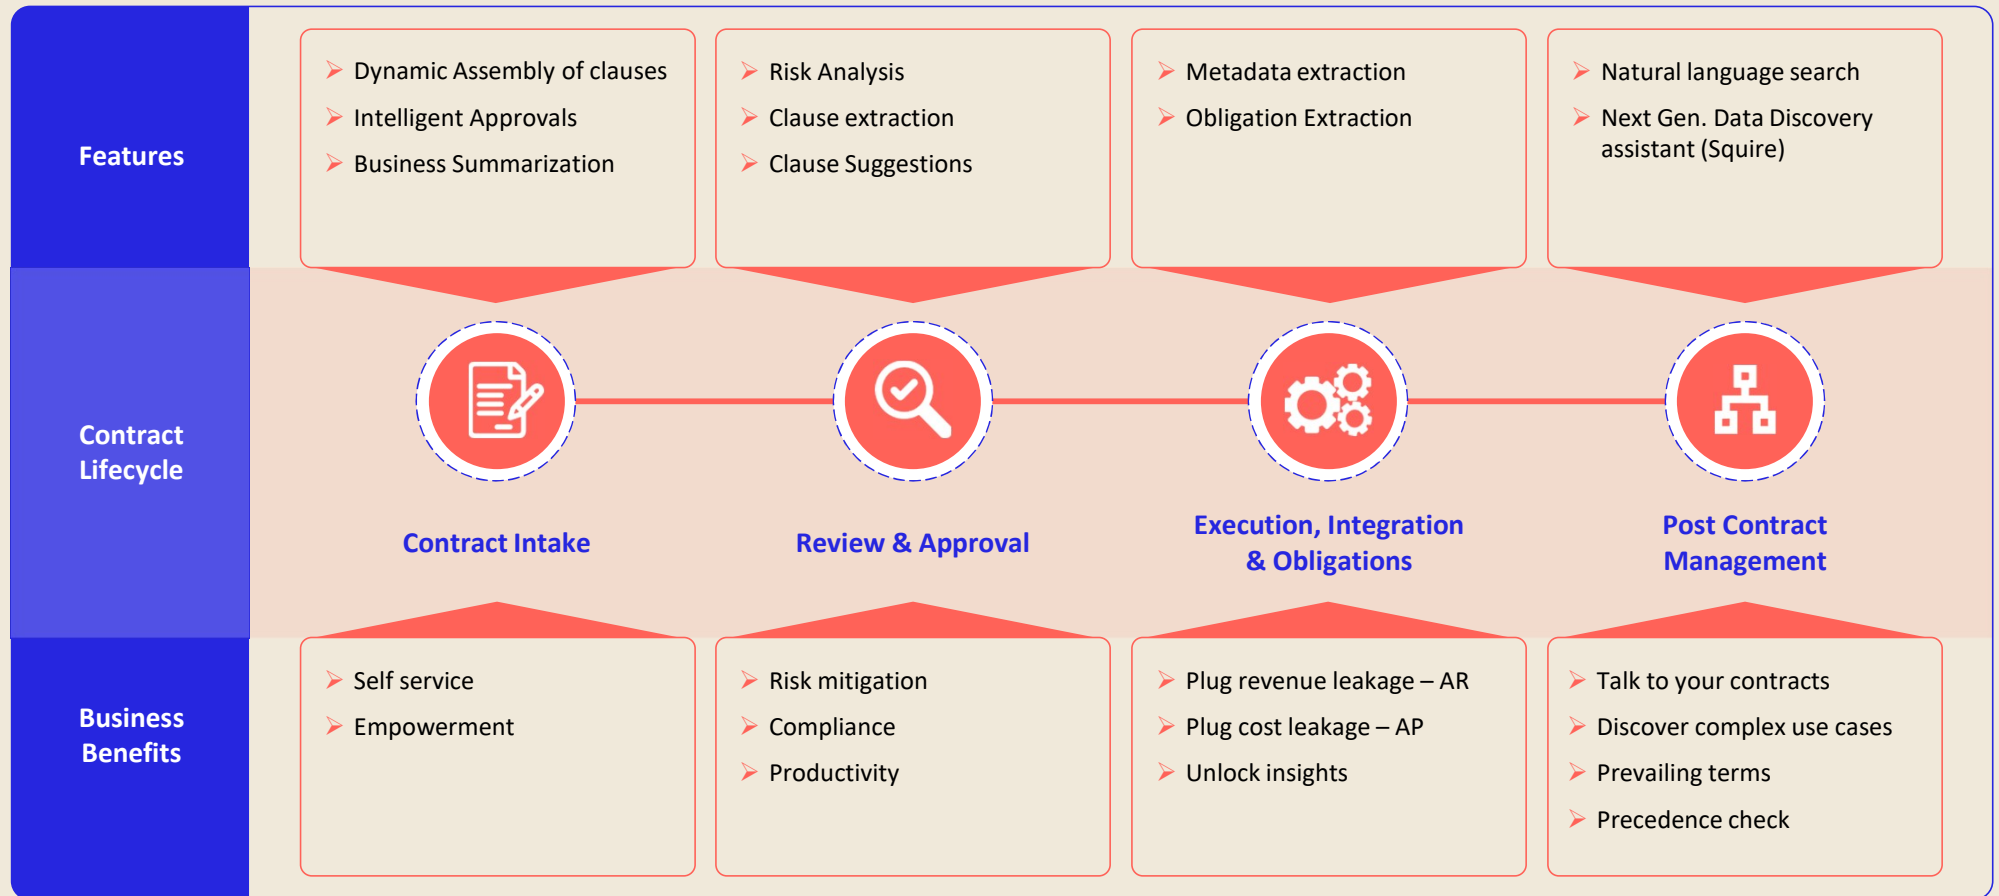 Features
Dynamic Assembly of clauses
Intelligent Approvals
Business Summarization
Risk Analysis
Clause extraction
Clause Suggestions
Metadata extraction
Obligation Extraction
Natural language search
Next Gen. Data Discovery
assistant (Squire)
Contract
Lifecycle
Contract Intake
Review & Approval
Execution, Integration
& Obligations
Post Contract
Management
Business
Benefits
Self service
Empowerment
Risk mitigation
Compliance
Productivity
Plug revenue leakage – AR
Plug cost leakage – AP
Unlock insights
Talk to your contracts
Discover complex use cases
Prevailing terms
Precedence check